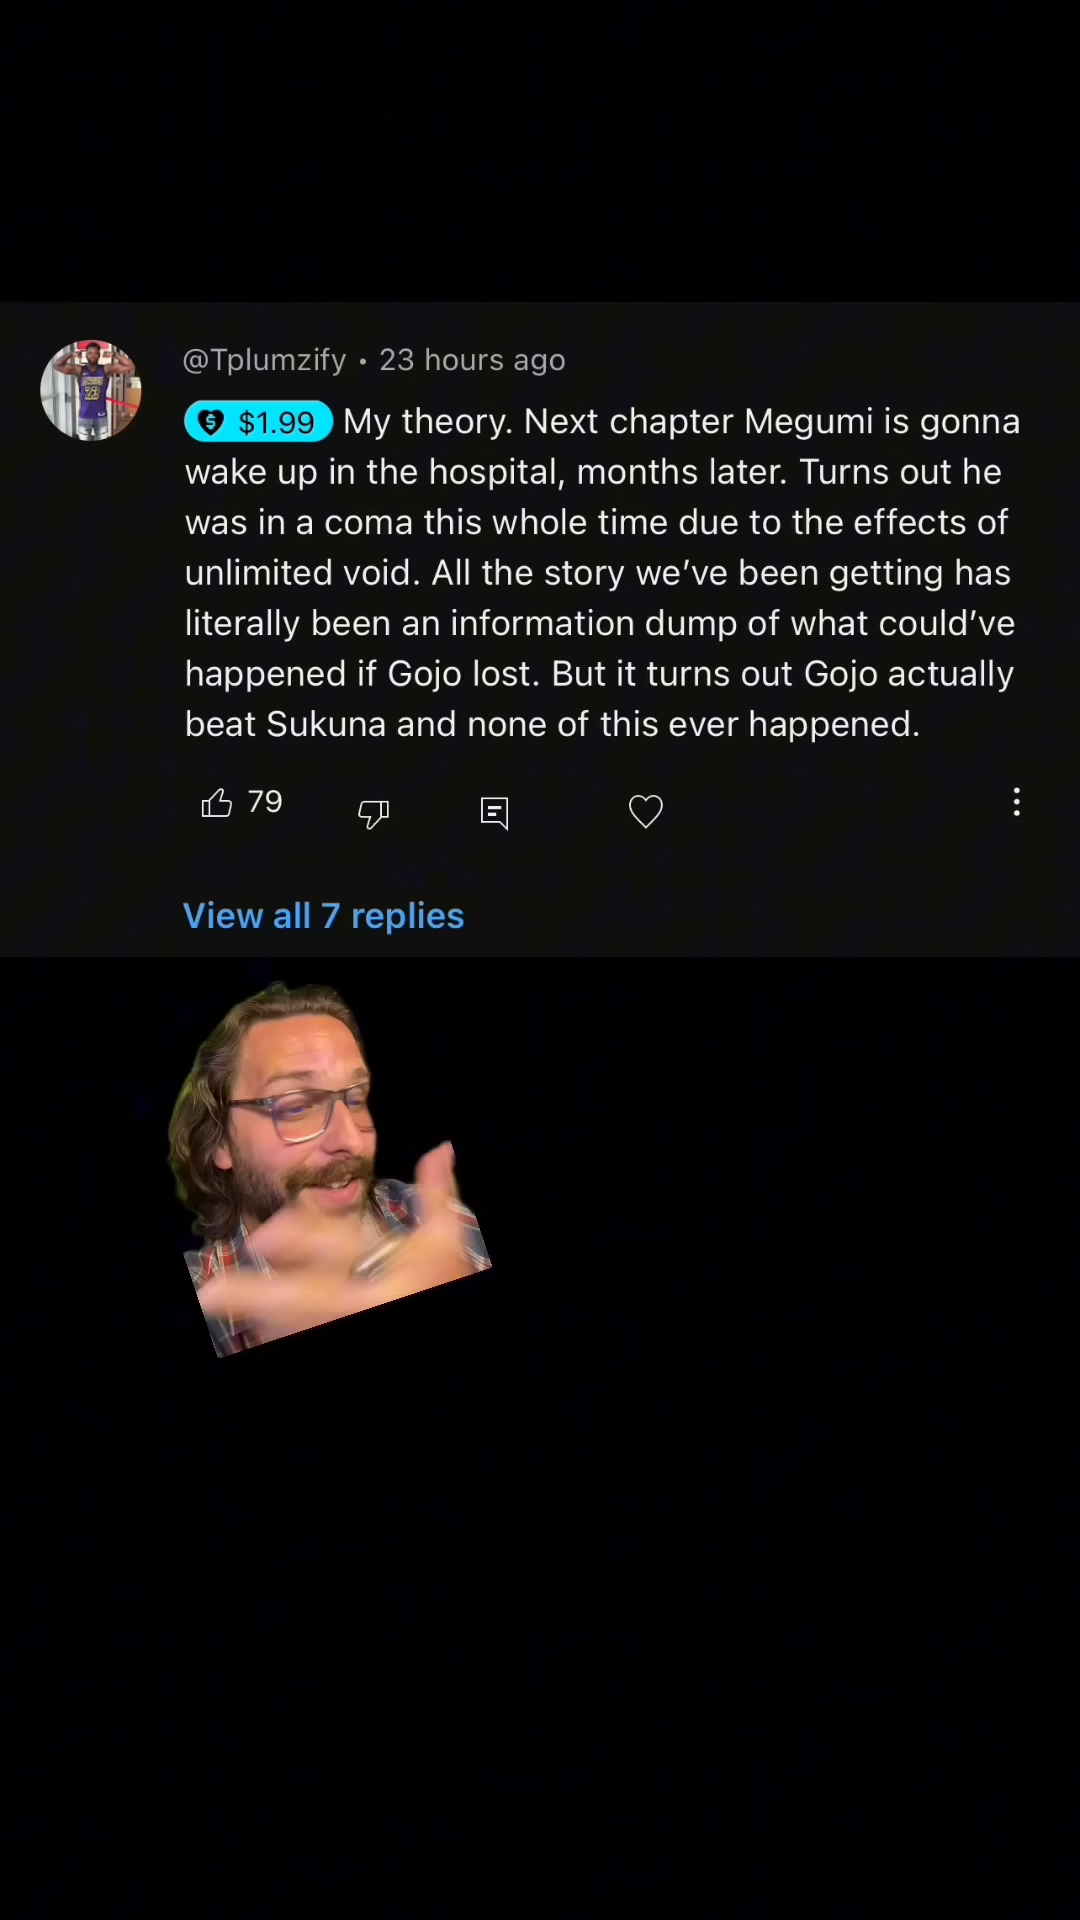 @Tplumzify • 23 hours ago
$1.99 My theory. Next chapter Megumi is gonna
wake up in the hospital, months later. Turns out he
was in a coma this whole time due to the effects of
unlimited void. All the story we’ve been getting has
literally been an information dump of what could’ve
happened if Gojo lost. But it turns out Gojo actually
beat Sukuna and none of this ever happened.
79
View all 7 replies